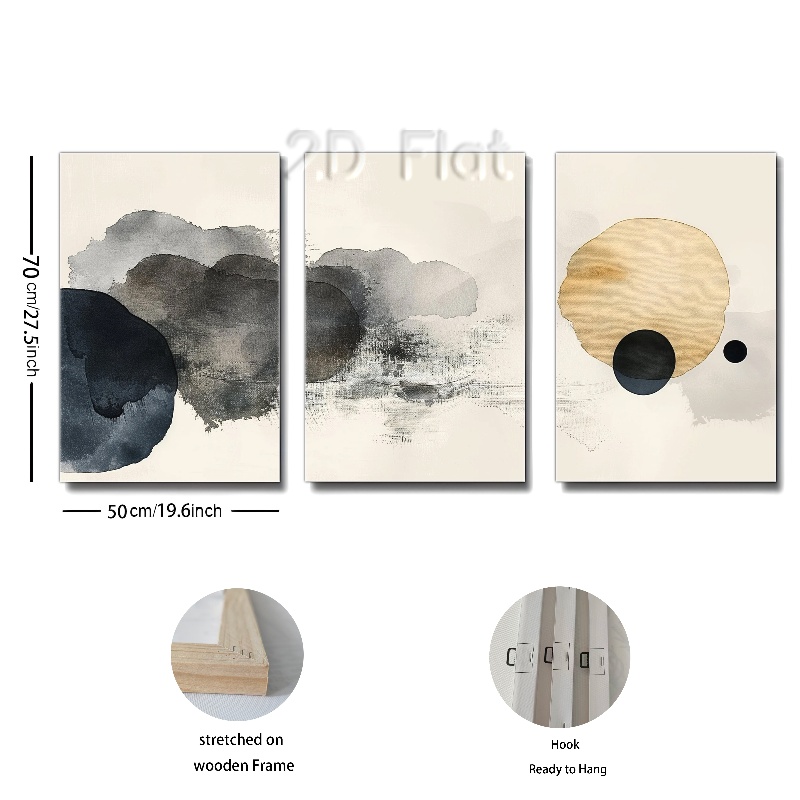 2D Flat
70 cm/27.5inch
50cm/19.6inch
stretched on
wooden Frame
Hook
Ready to Hang